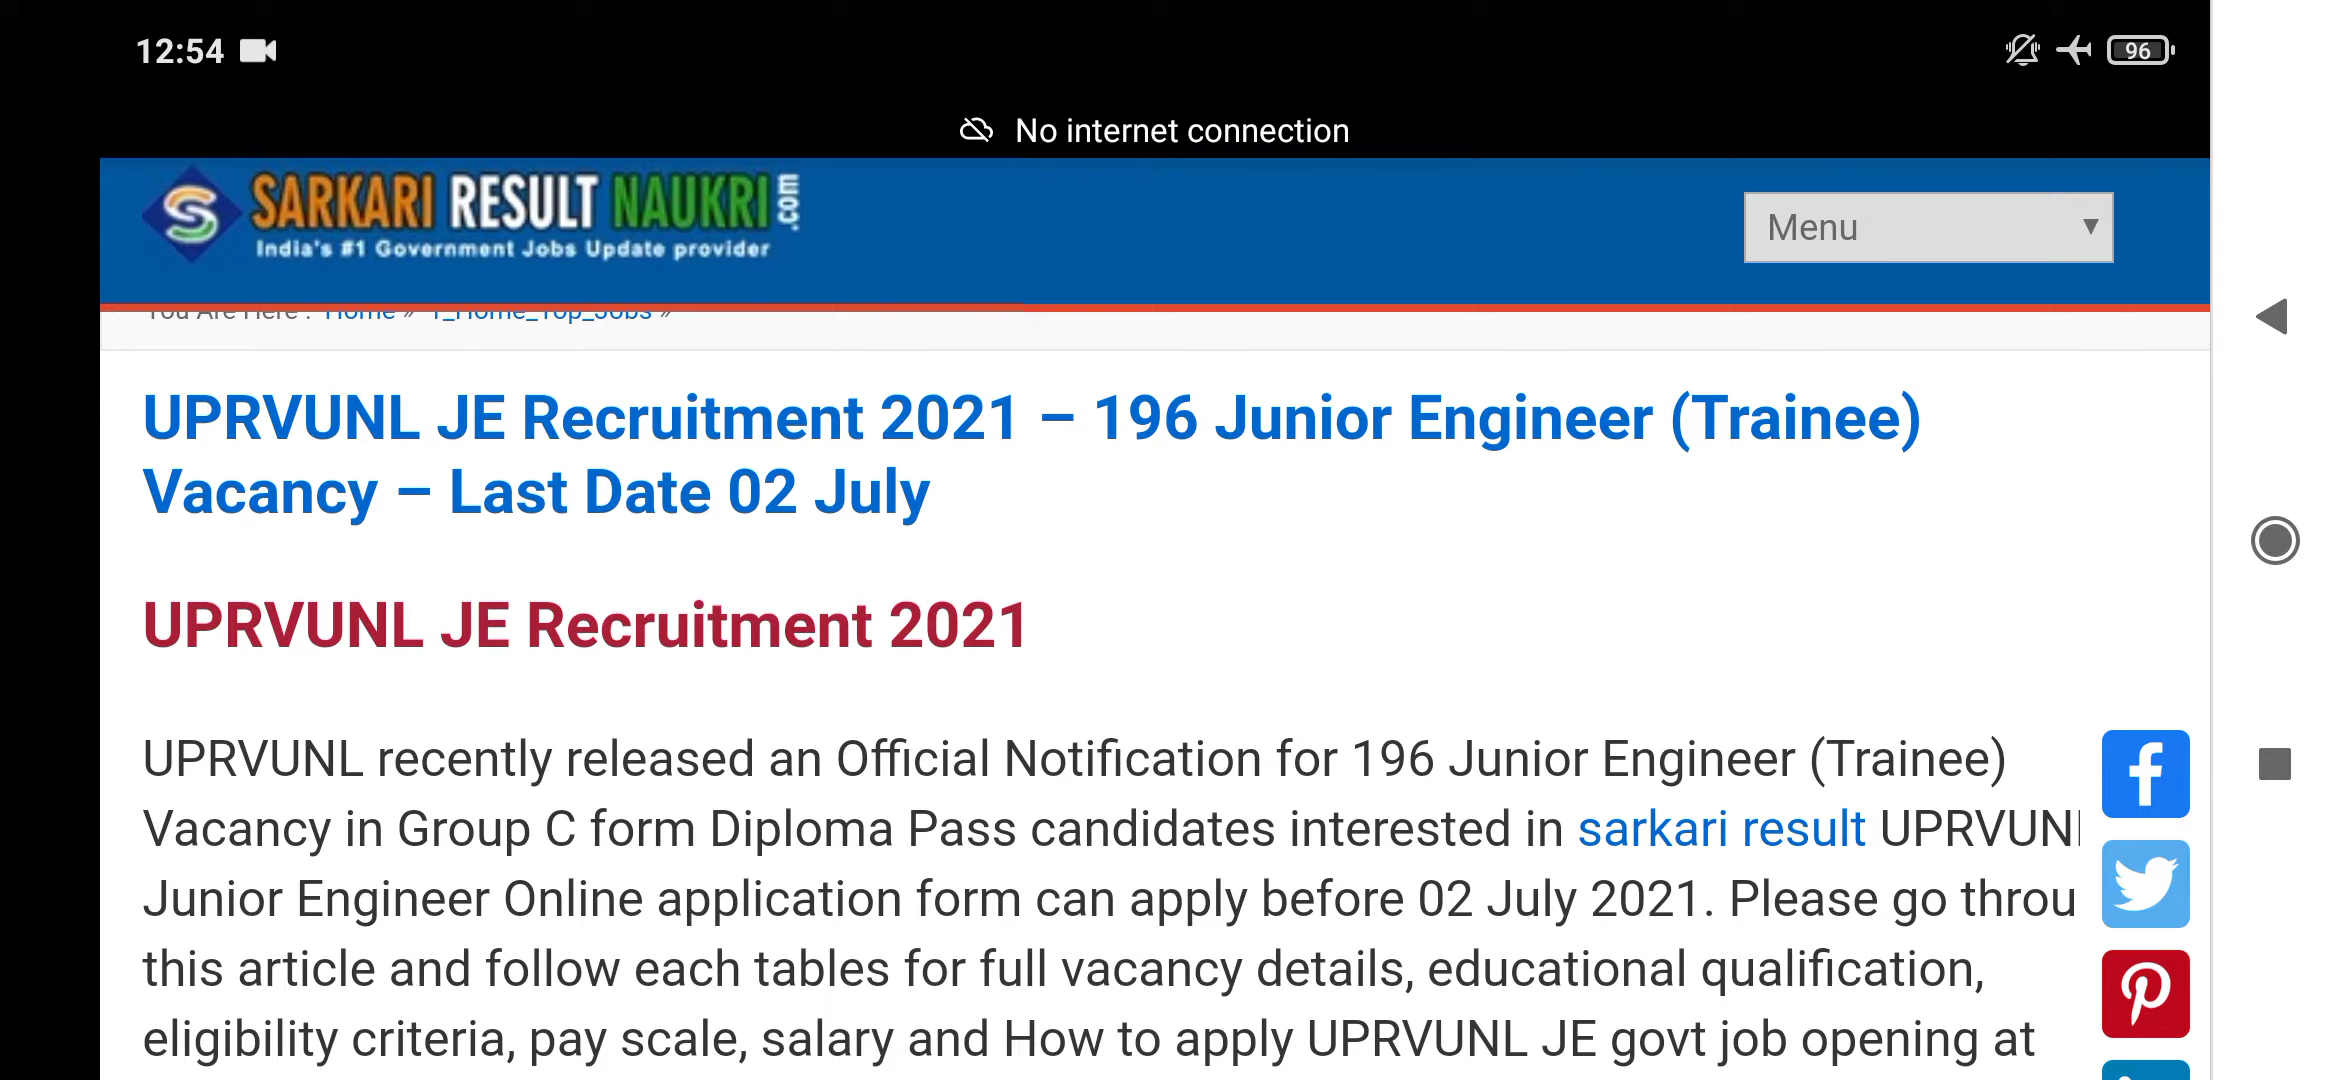 12:54
96
No internet connection
SARKARI RESULT NAUKRI .com
India's #1 Government Jobs Update provider
Menu
You Are Here : Home » 1_Home_Top_Jobs »
UPRVUNL JE Recruitment 2021 – 196 Junior Engineer (Trainee)
Vacancy – Last Date 02 July
UPRVUNL JE Recruitment 2021
UPRVUNL recently released an Official Notification for 196 Junior Engineer (Trainee)
Vacancy in Group C form Diploma Pass candidates interested in sarkari result UPRVUN
Junior Engineer Online application form can apply before 02 July 2021. Please go throu
this article and follow each tables for full vacancy details, educational qualification,
eligibility criteria, pay scale, salary and How to apply UPRVUNL JE govt job opening at